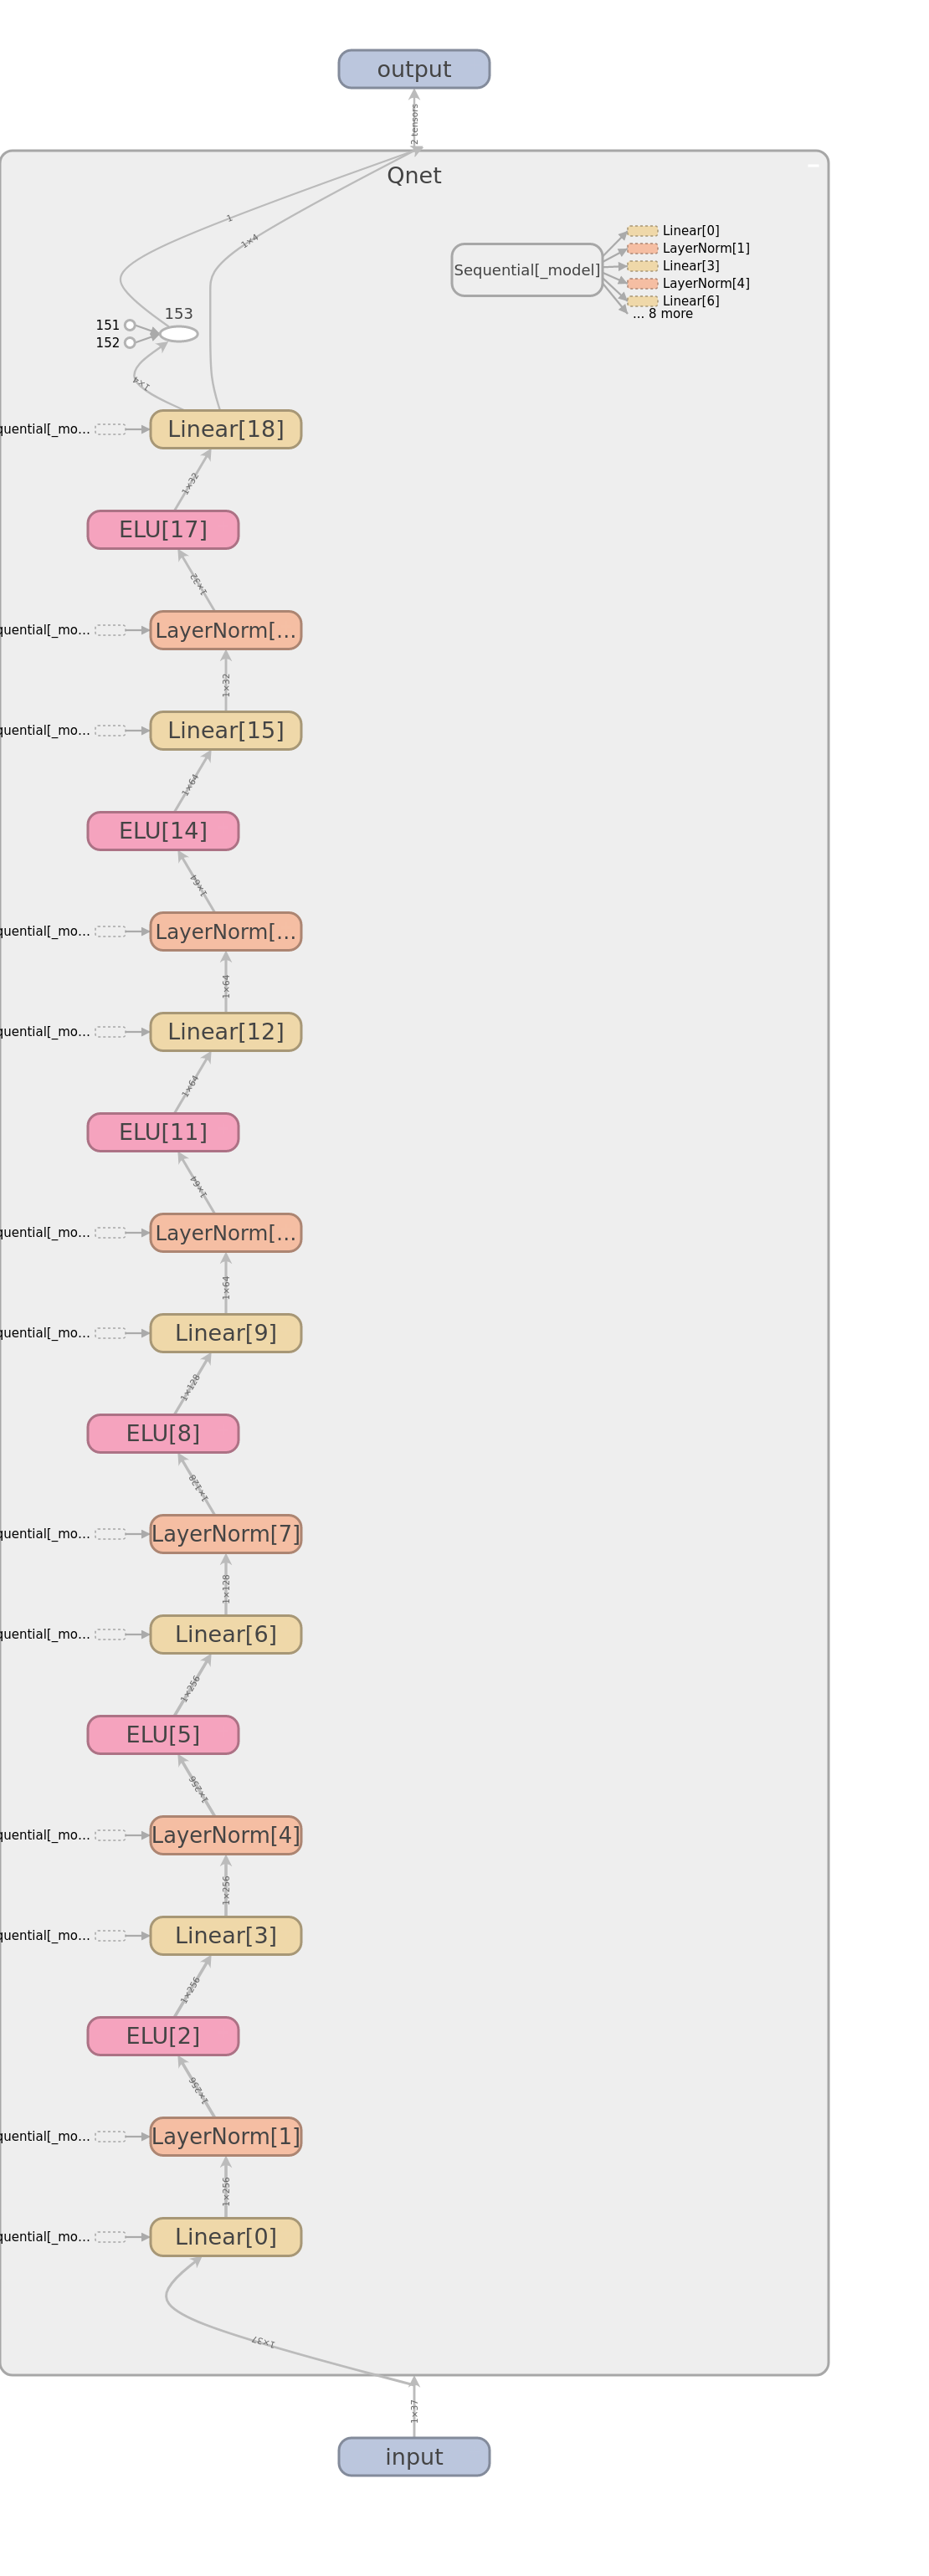 output
2 tensors
Qnet
1
1×4
Sequential[_model]
Linear[0]
LayerNorm[1]
Linear[3]
LayerNorm[4]
Linear[6]
... 8 more
153
151
152
1×4
quential[_mo...
Linear[18]
1×32
ELU[17]
1×32
quential[_mo...
LayerNorm[...
1×32
quential[_mo...
Linear[15]
1×64
ELU[14]
1×64
quential[_mo...
LayerNorm[...
1×64
quential[_mo...
Linear[12]
1×64
ELU[11]
1×64
quential[_mo...
LayerNorm[...
1×64
quential[_mo...
Linear[9]
1×128
ELU[8]
1×128
quential[_mo...
LayerNorm[7]
1×128
quential[_mo...
Linear[6]
1×256
ELU[5]
1×256
quential[_mo...
LayerNorm[4]
1×256
quential[_mo...
Linear[3]
1×256
ELU[2]
1×256
quential[_mo...
LayerNorm[1]
1×256
quential[_mo...
Linear[0]
1×37
1×37
input